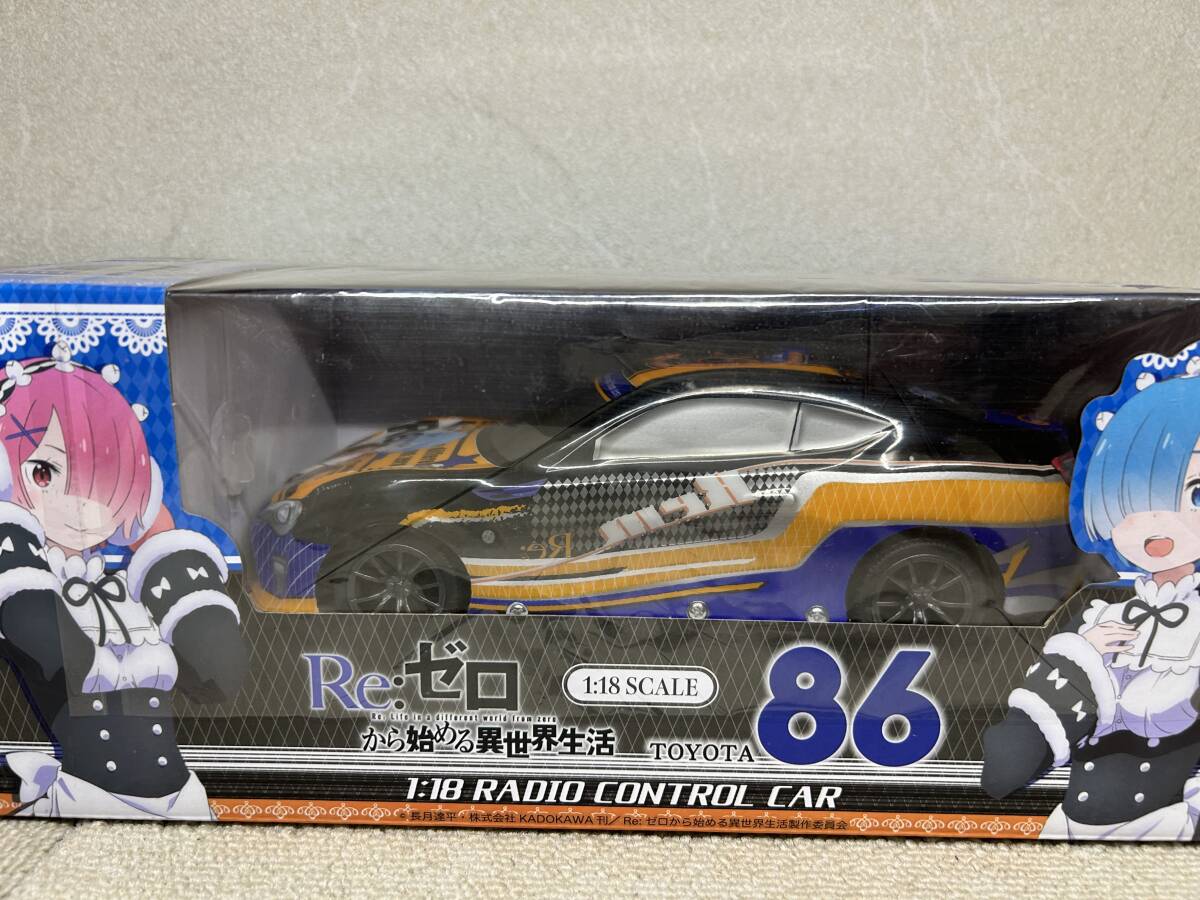 Rem
Re:
Re:ゼロ
Re: Life in a different world from zero
から始める異世界生活
1:18 SCALE
TOYOTA 86
1:18 RADIO CONTROL CAR
©長月達平・株式会社KADOKAWA刊／Re:ゼロから始める異世界生活製作委員会